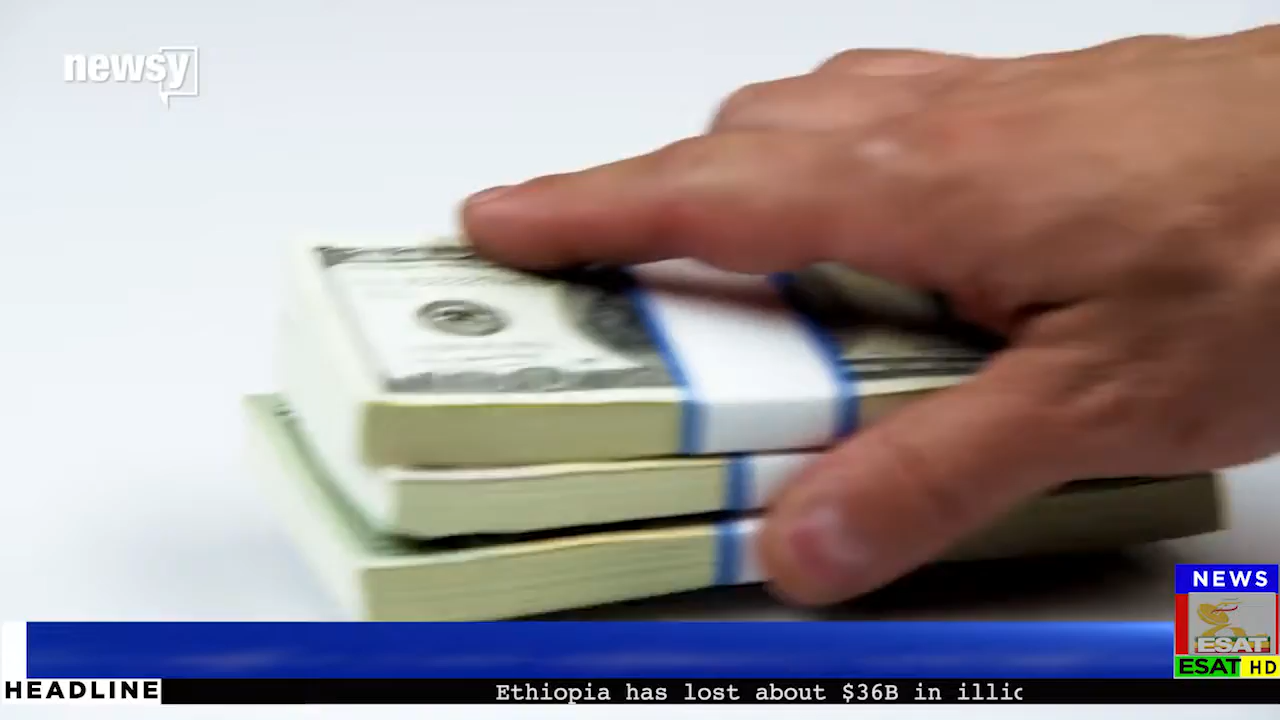 newsy
NEWS
ESAT
ESAT HD
HEADLINE
Ethiopia has lost about $36B in illic